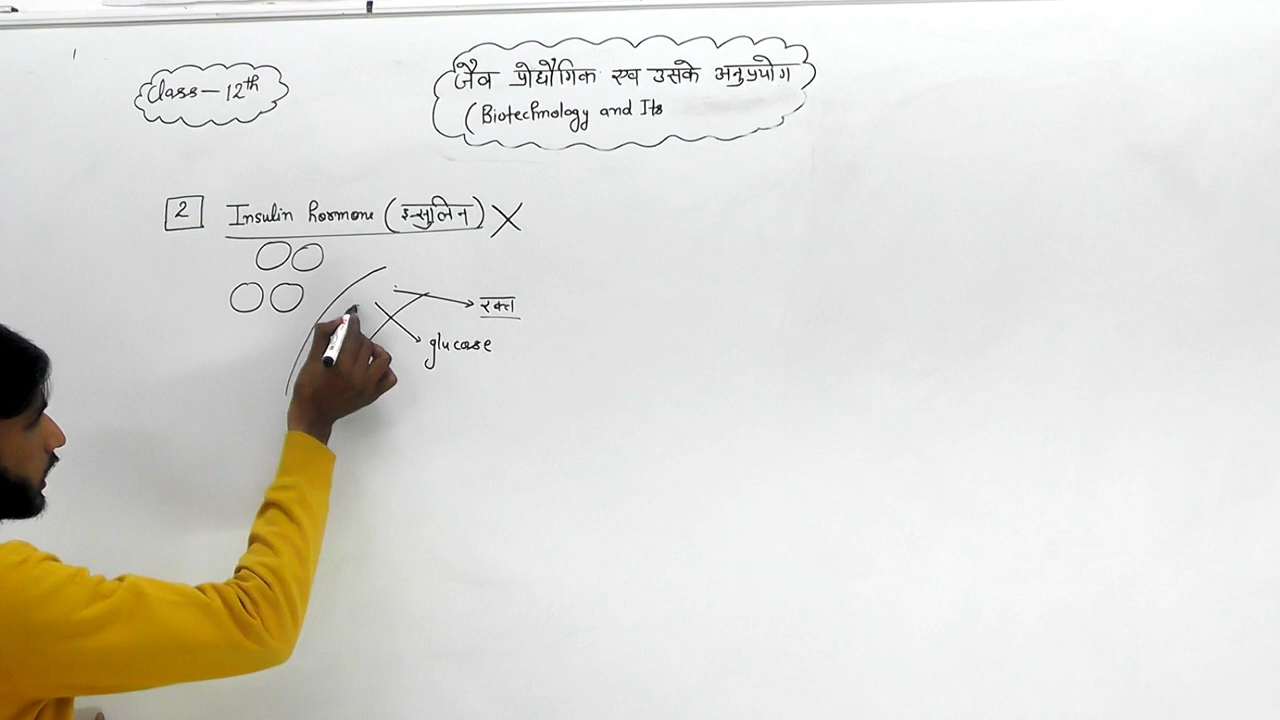 Class-12th
जैव प्रोद्यौगिक एव उसके अनुप्रयोग
(Biotechnology and Its
2 Insulin hormone (इन्सुलिन) X
रक्त
glucose